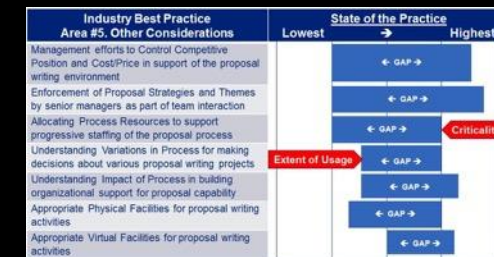 Industry Best Practice
Area #5. Other Considerations
State of the Practice
Lowest → Highest
Management efforts to Control Competitive
Position and Cost/Price in support of the proposal
writing environment
← GAP →
Enforcement of Proposal Strategies and Themes
by senior managers as part of team interaction
← GAP →
Allocating Process Resources to support
progressive staffing of the proposal process
← GAP →
Criticali
Understanding Variations in Process for making
decisions about various proposal writing projects
Extent of Usage
← GAP →
Understanding Impact of Process in building
organizational support for proposal capability
← GAP →
Appropriate Physical Facilities for proposal writing
activities
← GAP →
Appropriate Virtual Facilities for proposal writing
activities
← GAP →